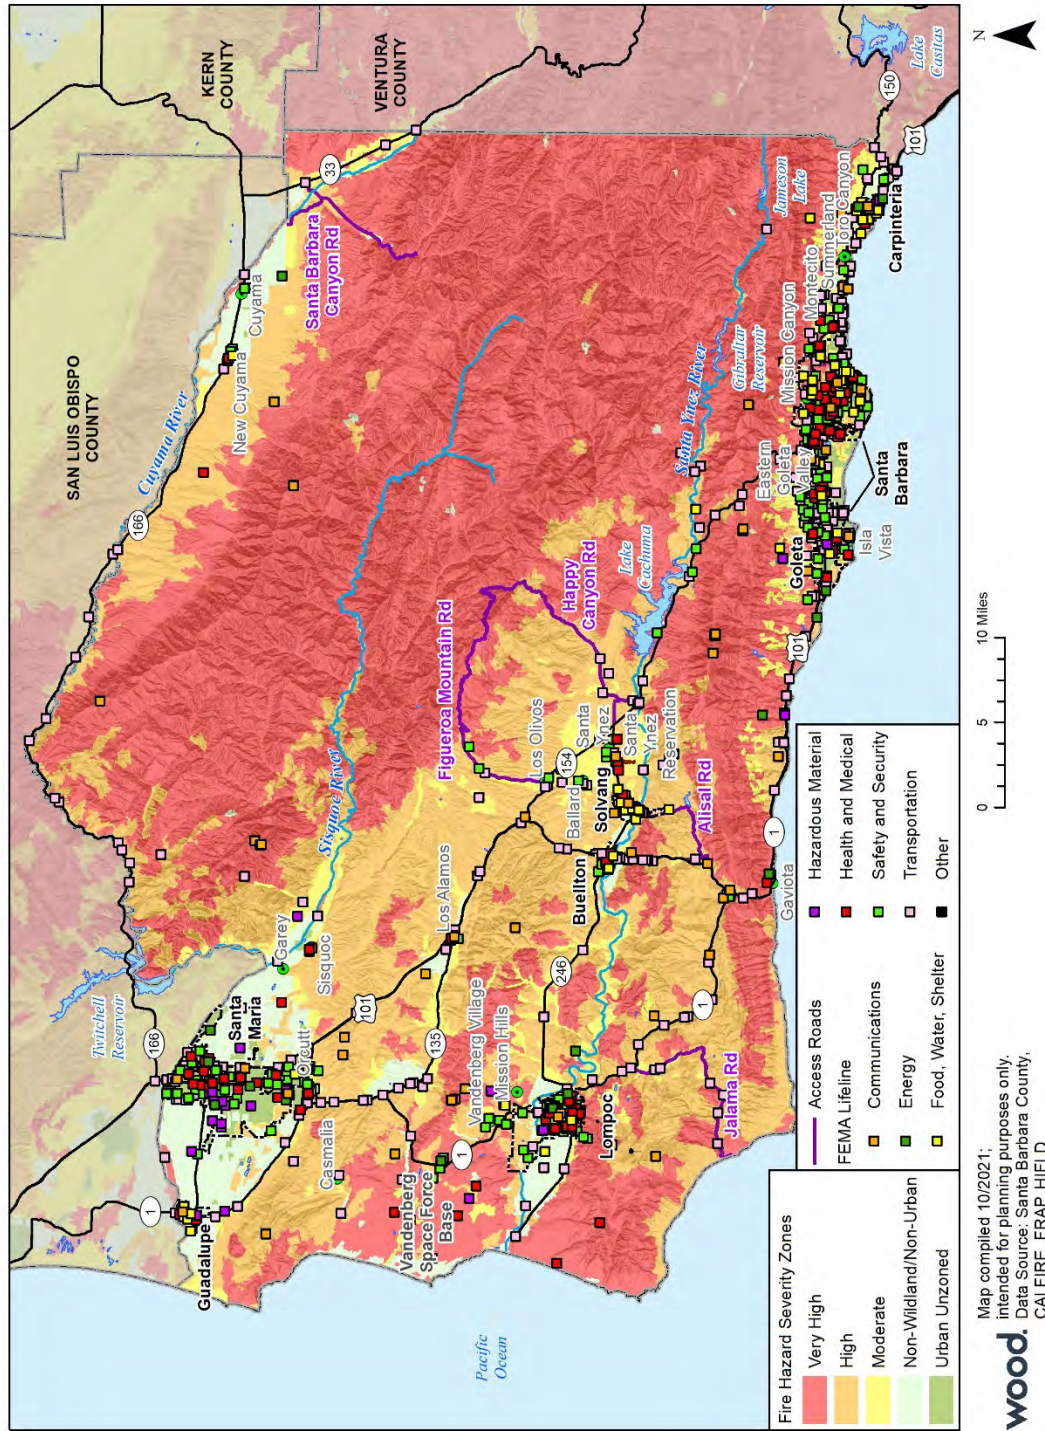 SAN LUIS OBISPO
COUNTY
KERN
COUNTY
VENTURA
COUNTY
166
Cuyama River
New Cuyama
Cuyama
33
Santa Barbara
Canyon Rd
Twitchell
Reservoir
166
Garey
Sisquoc
Sisquoc River
Santa
Maria
Orcutt
1
Guadalupe
Casmalia
101
135
Los Alamos
Figueroa Mountain Rd
Happy
Canyon Rd
Los Olivos
154
Ballard
Santa
Ynez
Solvang
Santa
Ynez
Reservation
Lake
Cachuma
Santa Ynez River
Gibraltar
Reservoir
Jameson
Lake
Vandenberg Village
Mission Hills
Vandenberg
Space Force
Base
1
246
Buellton
Lompoc
Alisal Rd
Jalama Rd
1
Gaviota
1
101
Goleta
Isla
Vista
Eastern
Goleta
Valley
Santa
Barbara
Mission Canyon
Montecito
Summerland
Toro Canyon
Carpinteria
101
150
Lake
Casitas
Pacific
Ocean
N
0
5
10 Miles
Fire Hazard Severity Zones
Very High
High
Moderate
Non-Wildland/Non-Urban
Urban Unzoned
Access Roads
FEMA Lifeline
Communications
Energy
Food, Water, Shelter
Hazardous Material
Health and Medical
Safety and Security
Transportation
Other
wood.
Map compiled 10/2021;
intended for planning purposes only.
Data Source: Santa Barbara County,
CALFIRE, FRAP, HIFLD